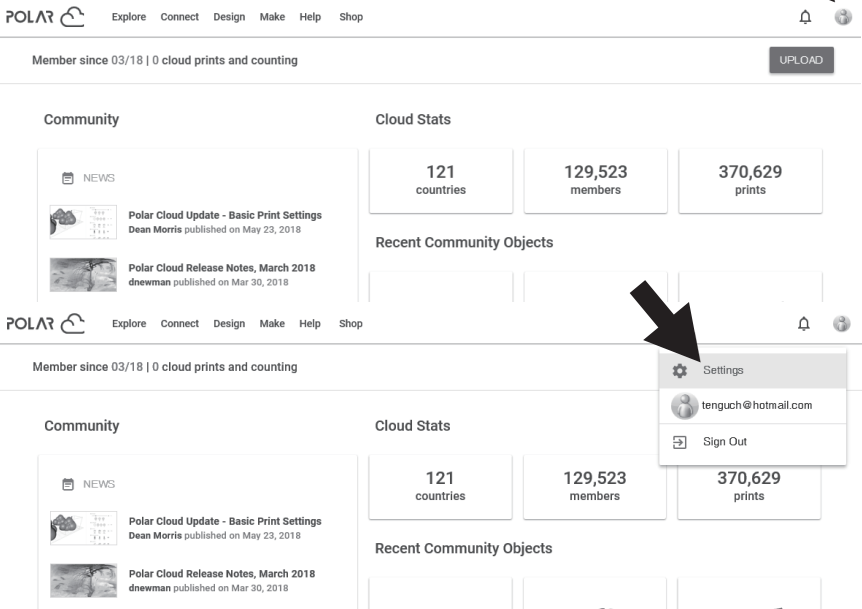 POLAR Explore Connect Design Make Help Shop
Member since 03/18 | 0 cloud prints and counting UPLOAD
Community
NEWS
Polar Cloud Update - Basic Print Settings
Dean Morris published on May 23, 2018
Polar Cloud Release Notes, March 2018
dnewman published on Mar 30, 2018
Cloud Stats
121
countries
129,523
members
370,629
prints
Recent Community Objects
POLAR Explore Connect Design Make Help Shop
Member since 03/18 | 0 cloud prints and counting
Settings
tenguch@hotmail.com
Sign Out
Community
NEWS
Polar Cloud Update - Basic Print Settings
Dean Morris published on May 23, 2018
Polar Cloud Release Notes, March 2018
dnewman published on Mar 30, 2018
Cloud Stats
121
countries
129,523
members
370,629
prints
Recent Community Objects